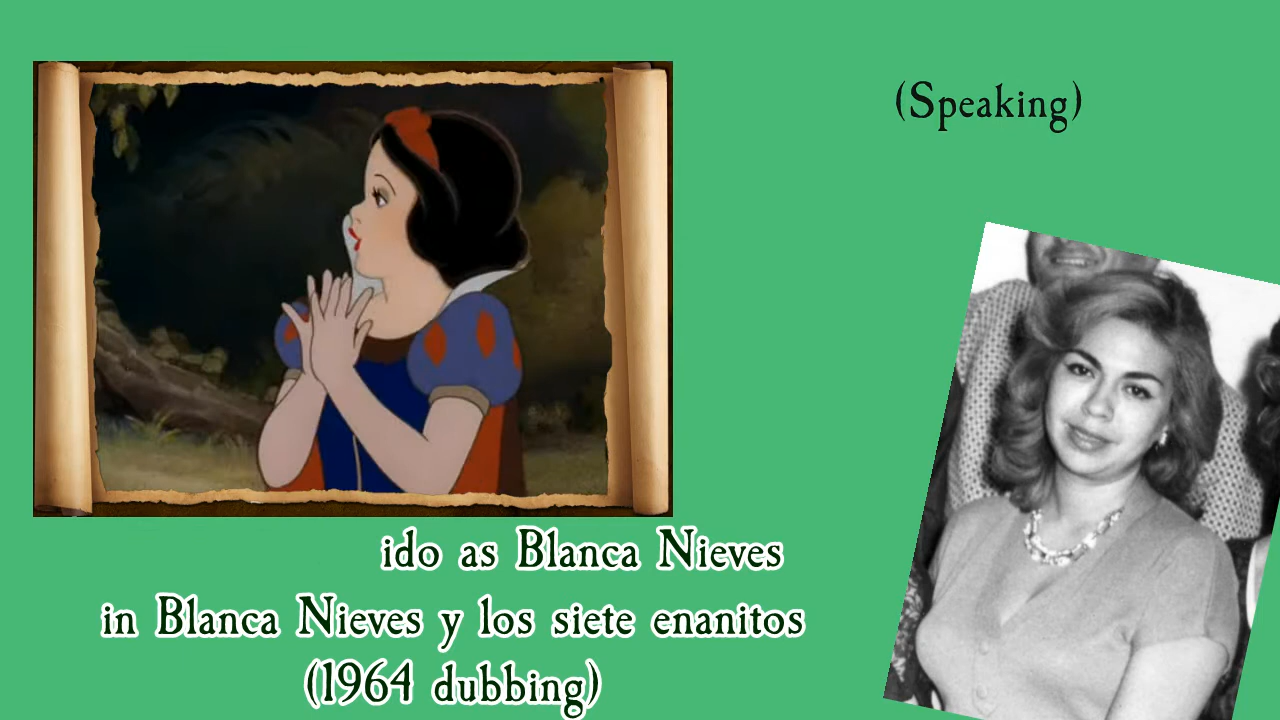 (Speaking)
ido as Blanca Nieves
in Blanca Nieves y los siete enanitos
(1964 dubbing)